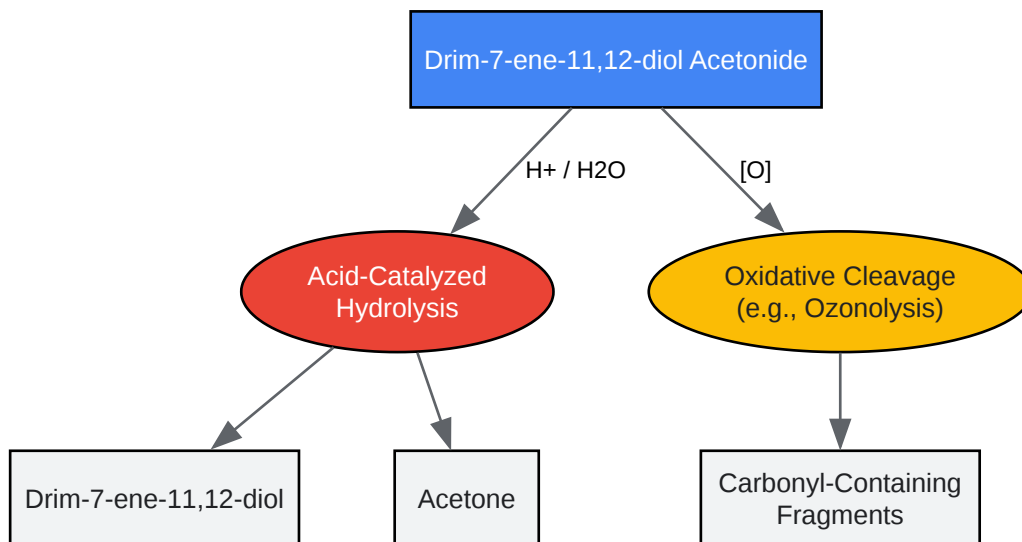 Drim-7-ene-11,12-diol Acetonide
H+ / H2O
[O]
Acid-Catalyzed
Hydrolysis
Oxidative Cleavage
(e.g., Ozonolysis)
Drim-7-ene-11,12-diol
Acetone
Carbonyl-Containing
Fragments